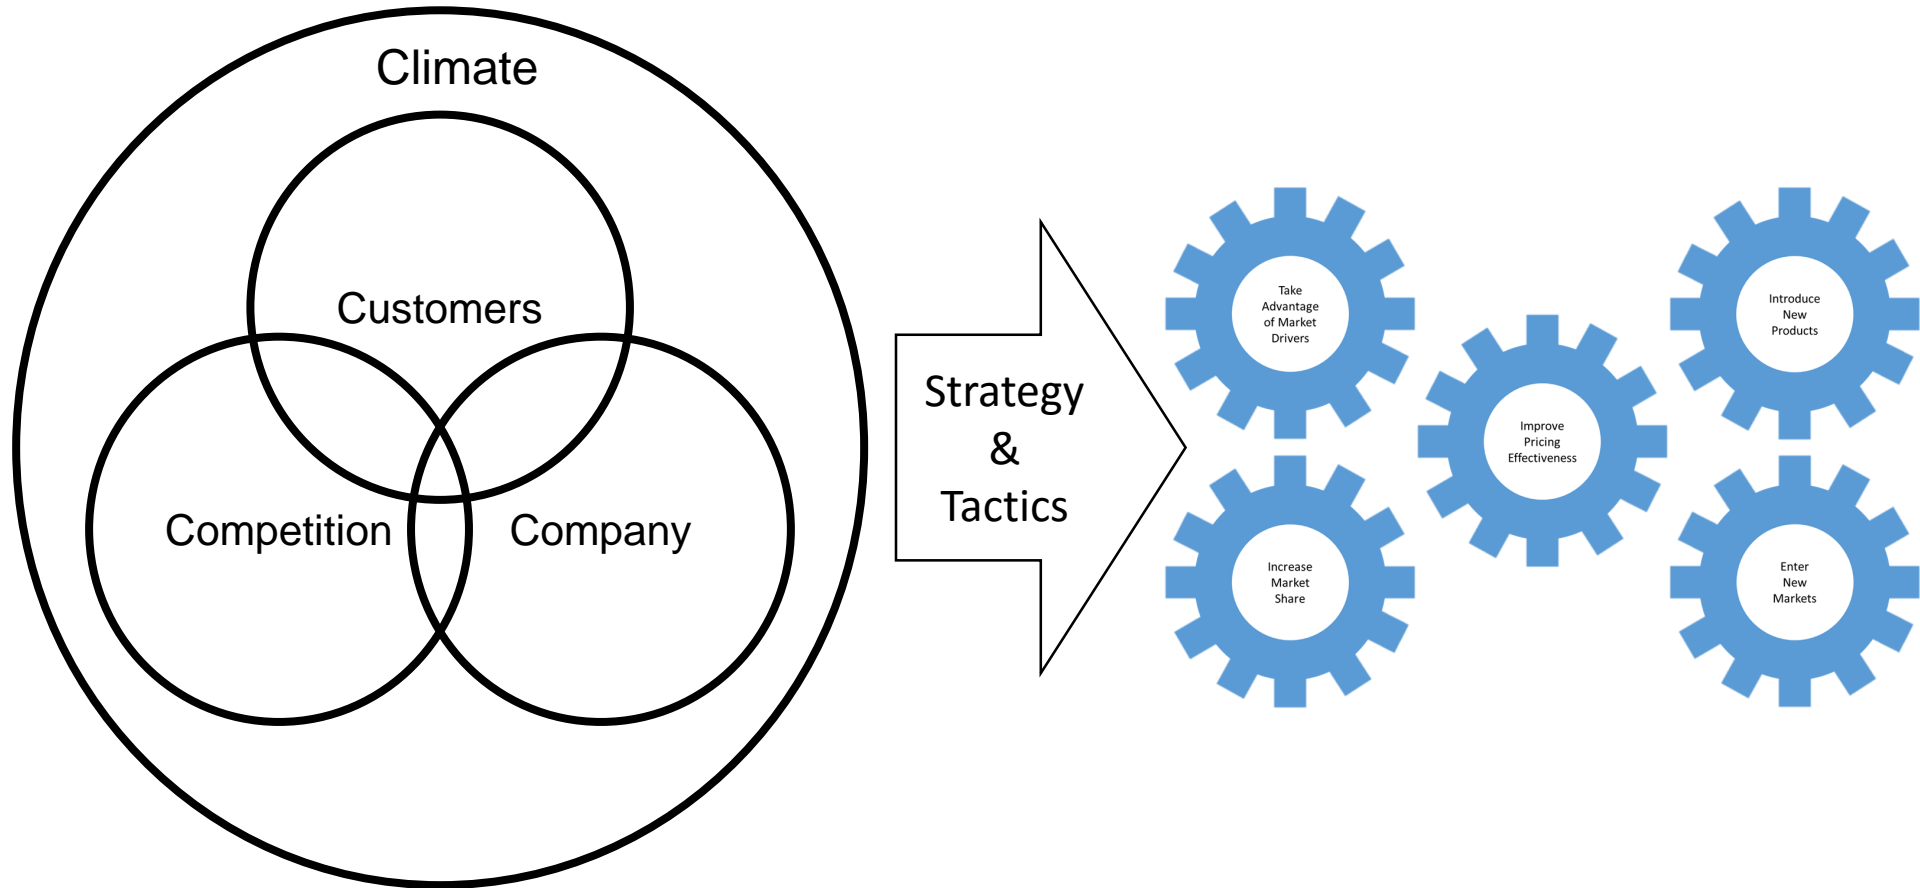 Climate
Customers
Competition
Company
Strategy
&
Tactics
Take
Advantage
of Market
Drivers
Increase
Market
Share
Improve
Pricing
Effectiveness
Introduce
New
Products
Enter
New
Markets